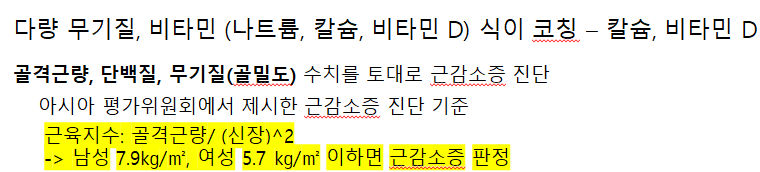 다량 무기질, 비타민 (나트륨, 칼슘, 비타민 D) 식이 코칭 – 칼슘, 비타민 D
골격근량, 단백질, 무기질(골밀도) 수치를 토대로 근감소증 진단
아시아 평가위원회에서 제시한 근감소증 진단 기준
근육지수: 골격근량/ (신장)^2
-> 남성 7.9kg/㎡, 여성 5.7 kg/㎡ 이하면 근감소증 판정